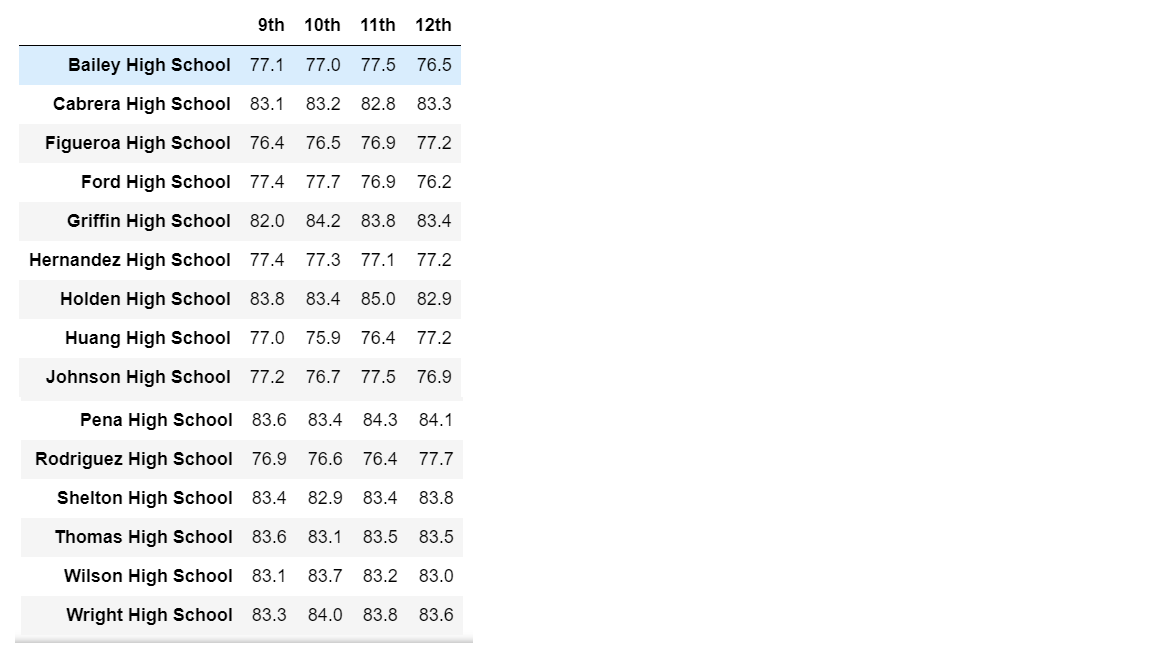 9th 10th 11th 12th
Bailey High School 77.1 77.0 77.5 76.5
Cabrera High School 83.1 83.2 82.8 83.3
Figueroa High School 76.4 76.5 76.9 77.2
Ford High School 77.4 77.7 76.9 76.2
Griffin High School 82.0 84.2 83.8 83.4
Hernandez High School 77.4 77.3 77.1 77.2
Holden High School 83.8 83.4 85.0 82.9
Huang High School 77.0 75.9 76.4 77.2
Johnson High School 77.2 76.7 77.5 76.9
Pena High School 83.6 83.4 84.3 84.1
Rodriguez High School 76.9 76.6 76.4 77.7
Shelton High School 83.4 82.9 83.4 83.8
Thomas High School 83.6 83.1 83.5 83.5
Wilson High School 83.1 83.7 83.2 83.0
Wright High School 83.3 84.0 83.8 83.6